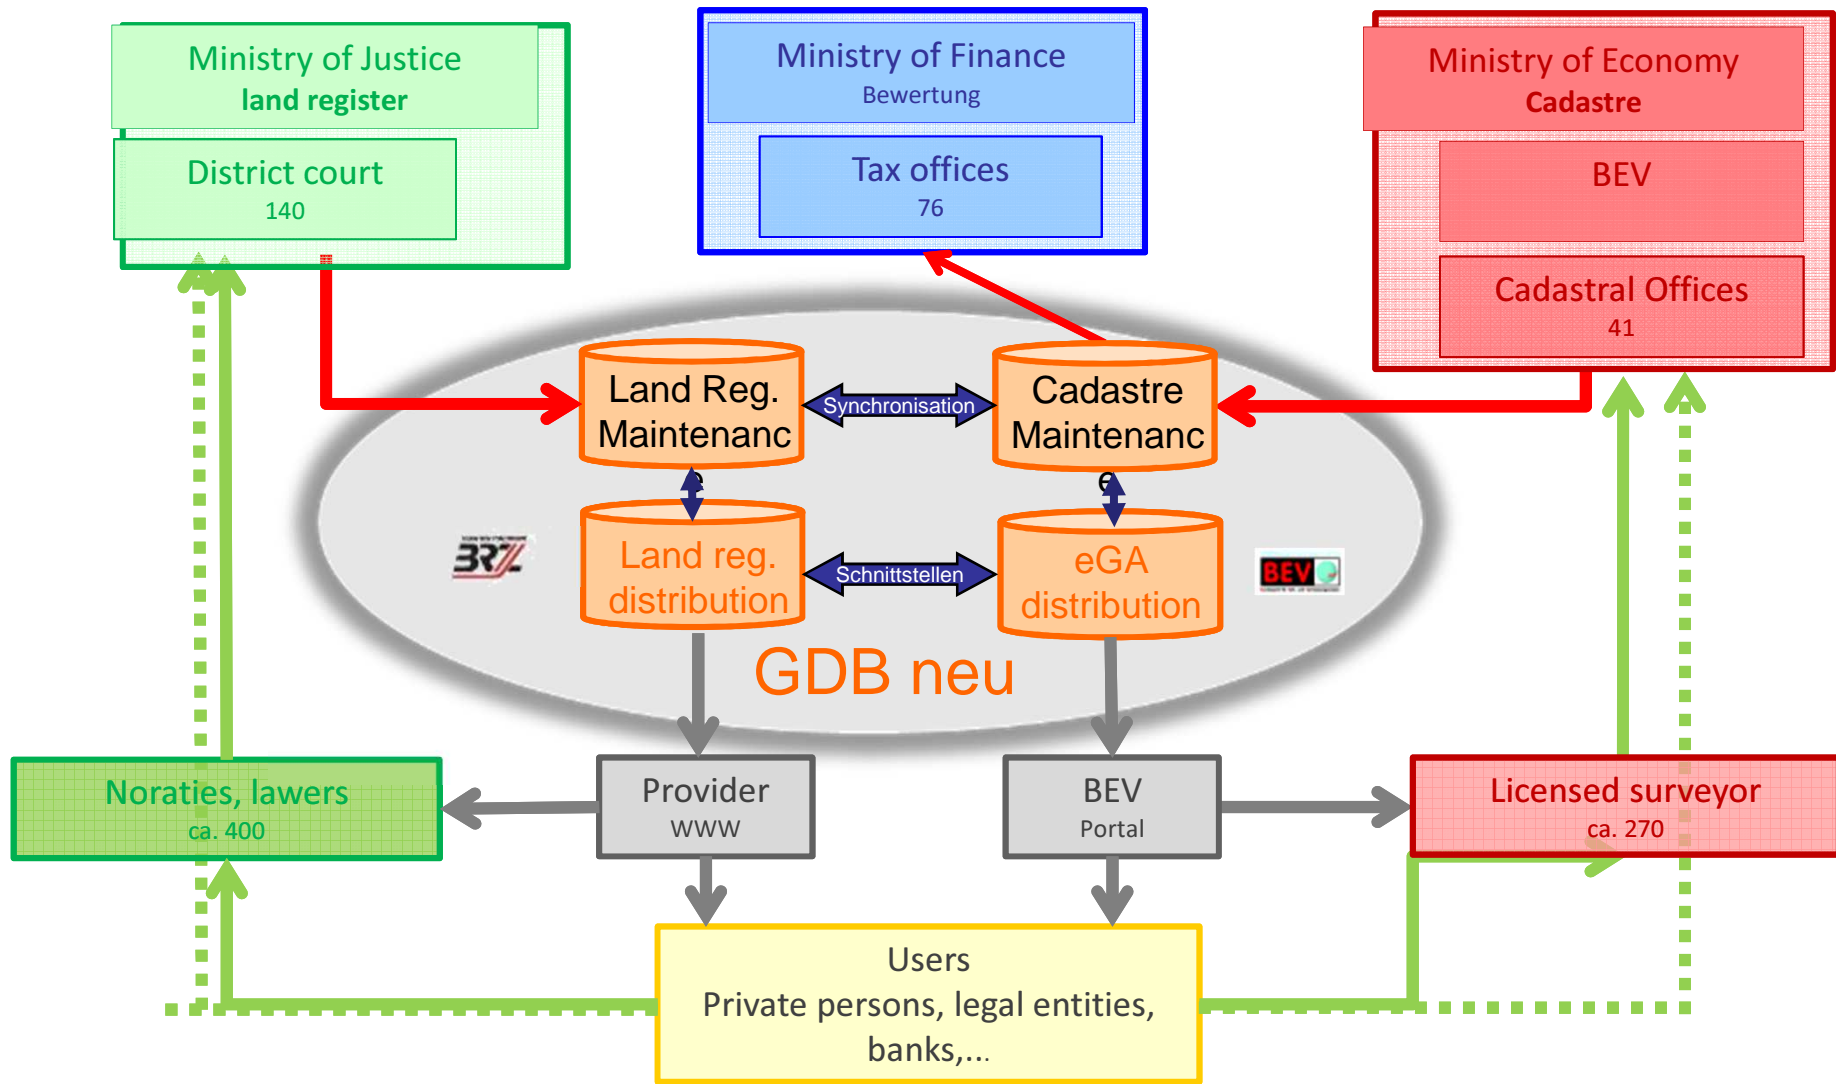 Ministry of Justice
land register
District court
140
Ministry of Finance
Bewertung
Tax offices
76
Ministry of Economy
Cadastre
BEV
Cadastral Offices
41
Land Reg.
Maintenanc
e
Synchronisation
Cadastre
Maintenanc
e
BRZ
Land reg.
distribution
Schnittstellen
eGA
distribution
BEV
GDB neu
Noraties, lawers
ca. 400
Provider
WWW
BEV
Portal
Licensed surveyor
ca. 270
Users
Private persons, legal entities,
banks,...